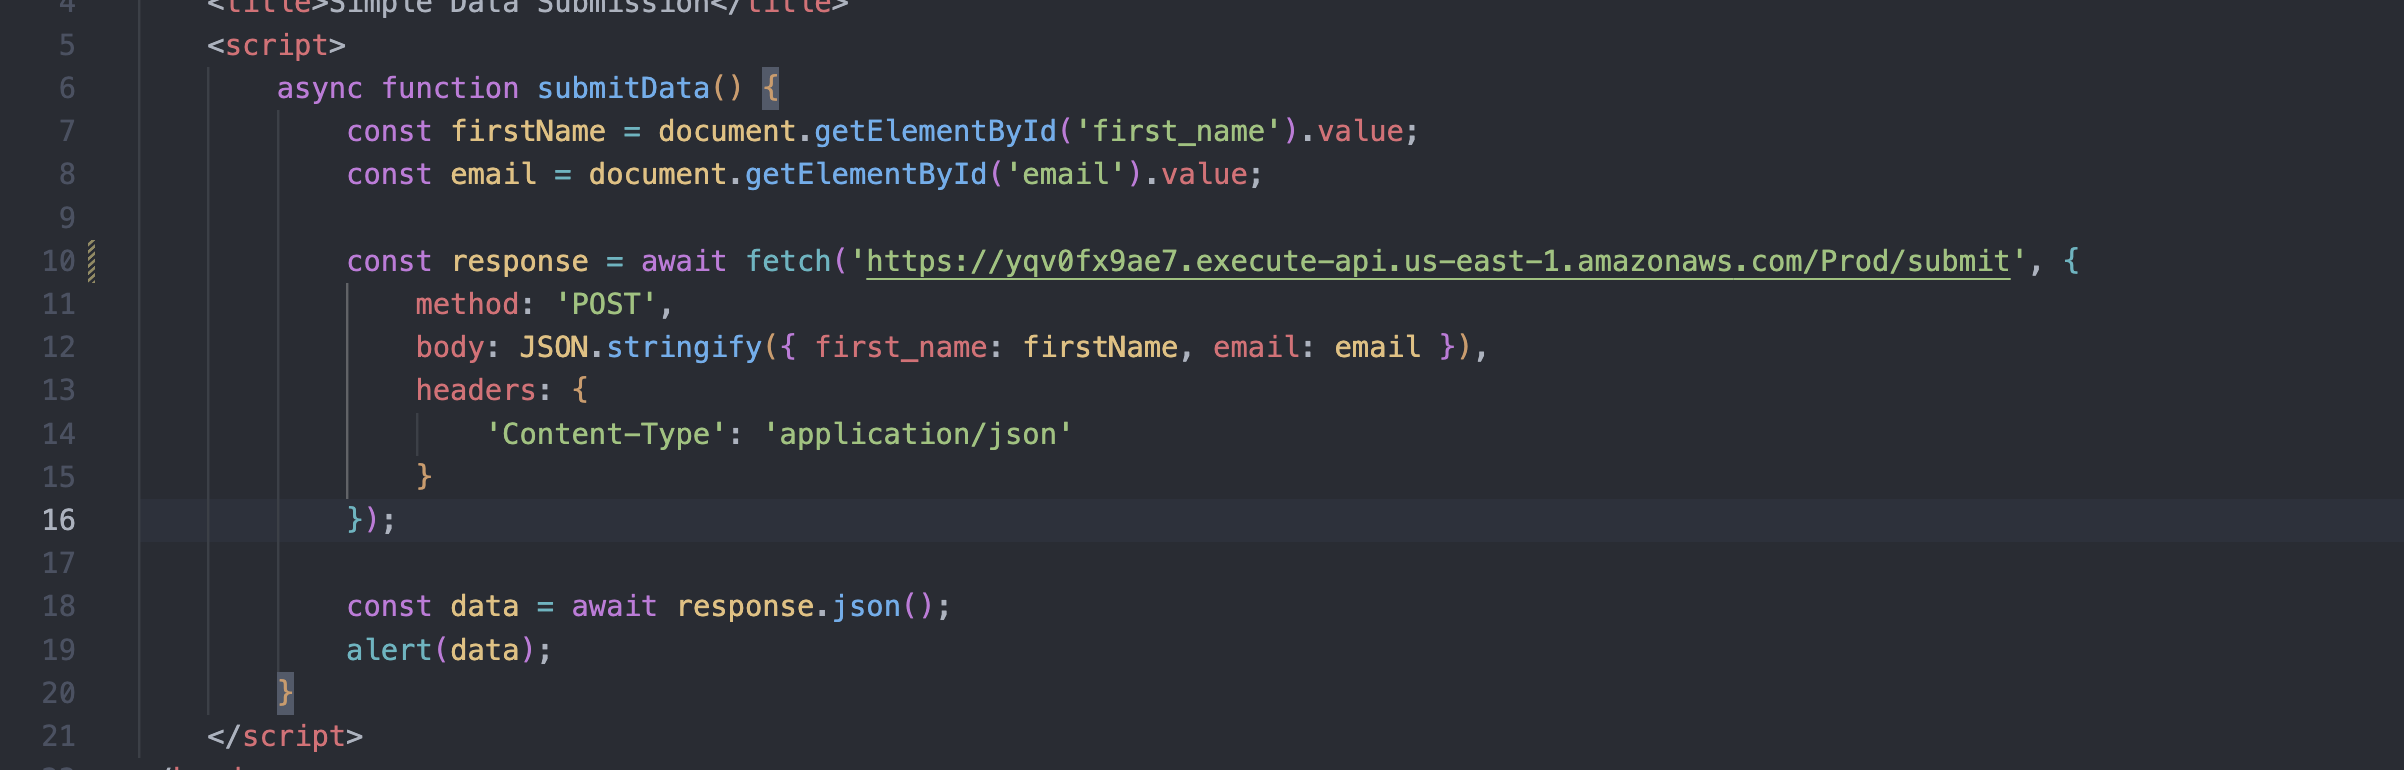 4 <title>Simple Data Submission</title>
5 <script>
6 async function submitData() {
7 const firstName = document.getElementById('first_name').value;
8 const email = document.getElementById('email').value;
9
10 const response = await fetch('https://yqv0fx9ae7.execute-api.us-east-1.amazonaws.com/Prod/submit', {
11 method: 'POST',
12 body: JSON.stringify({ first_name: firstName, email: email }),
13 headers: {
14 'Content-Type': 'application/json'
15 }
16 });
17
18 const data = await response.json();
19 alert(data);
20 }
21 </script>